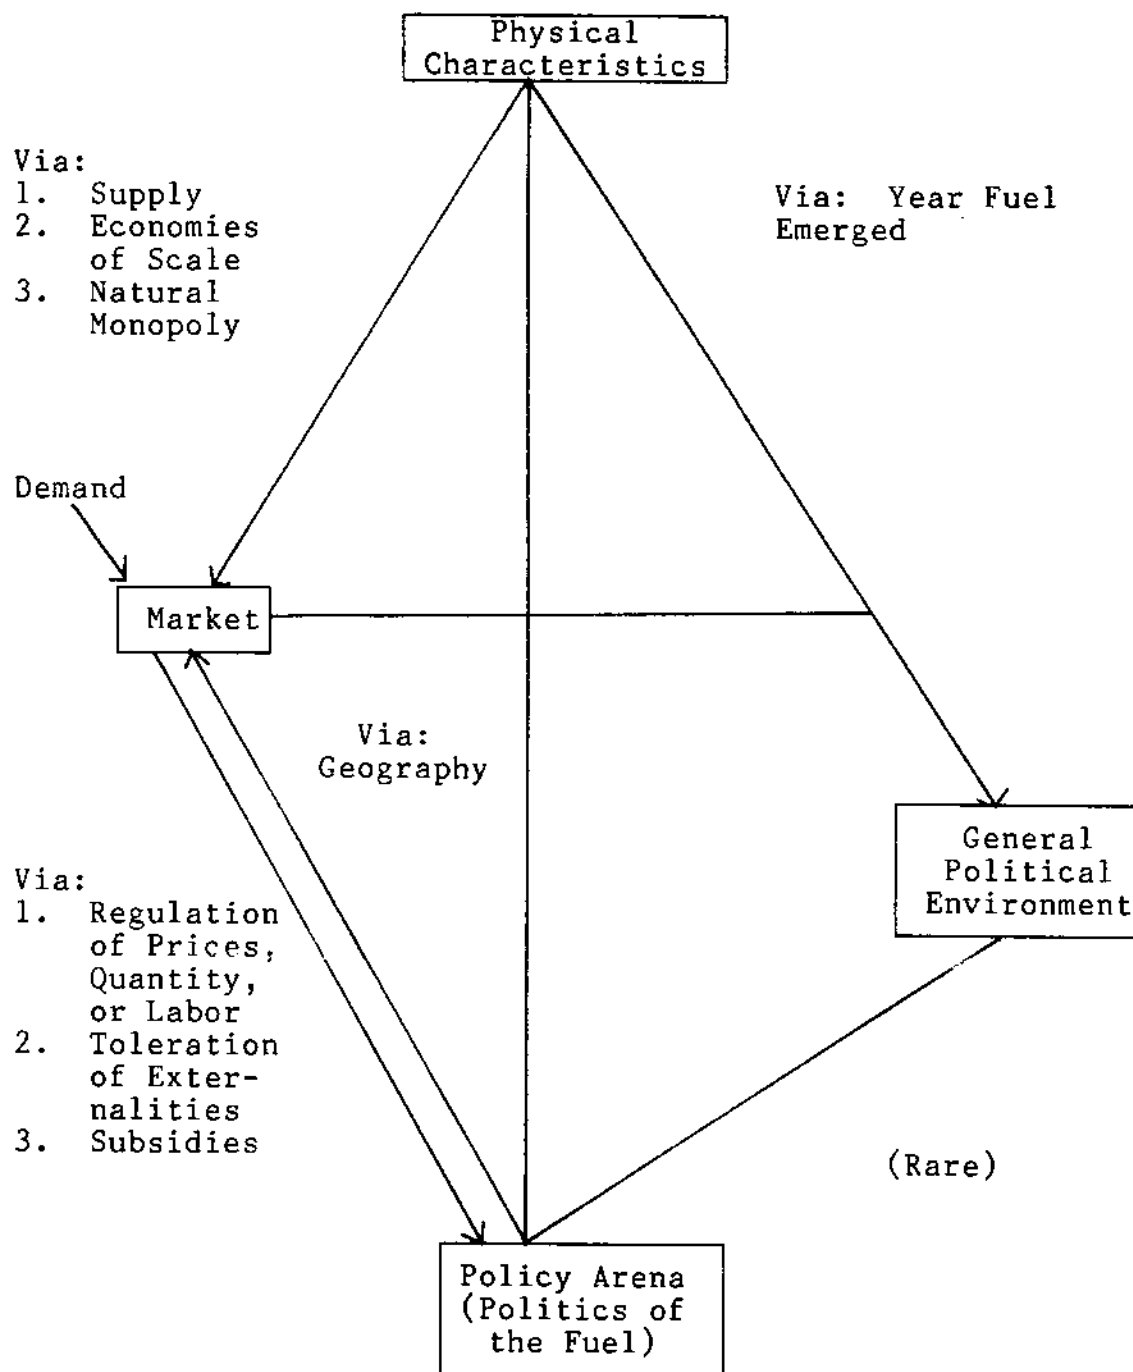 Physical
Characteristics
Via:
1. Supply
2. Economies
of Scale
3. Natural
Monopoly
Via: Year Fuel
Emerged
Demand
Market
Via:
Geography
General
Political
Environment
Via:
1. Regulation
of Prices,
Quantity,
or Labor
2. Toleration
of Exter-
nalities
3. Subsidies
(Rare)
Policy Arena
(Politics of
the Fuel)